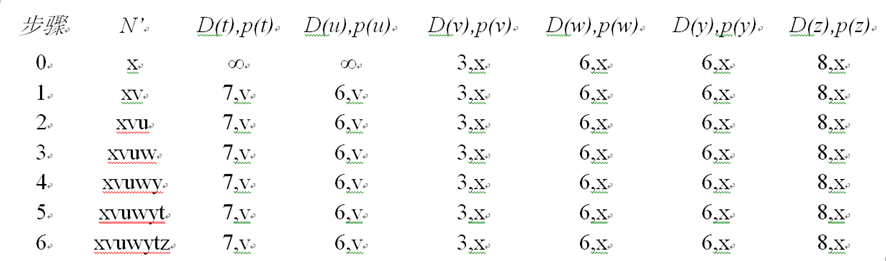 步骤 N' D(t),p(t) D(u),p(u) D(v),p(v) D(w),p(w) D(y),p(y) D(z),p(z)
0 x ∞ ∞ 3,x 6,x 6,x 8,x
1 xv 7,v 6,v 3,x 6,x 6,x 8,x
2 xvu 7,v 6,v 3,x 6,x 6,x 8,x
3 xvuw 7,v 6,v 3,x 6,x 6,x 8,x
4 xvuwy 7,v 6,v 3,x 6,x 6,x 8,x
5 xvuwyt 7,v 6,v 3,x 6,x 6,x 8,x
6 xvuwytz 7,v 6,v 3,x 6,x 6,x 8,x